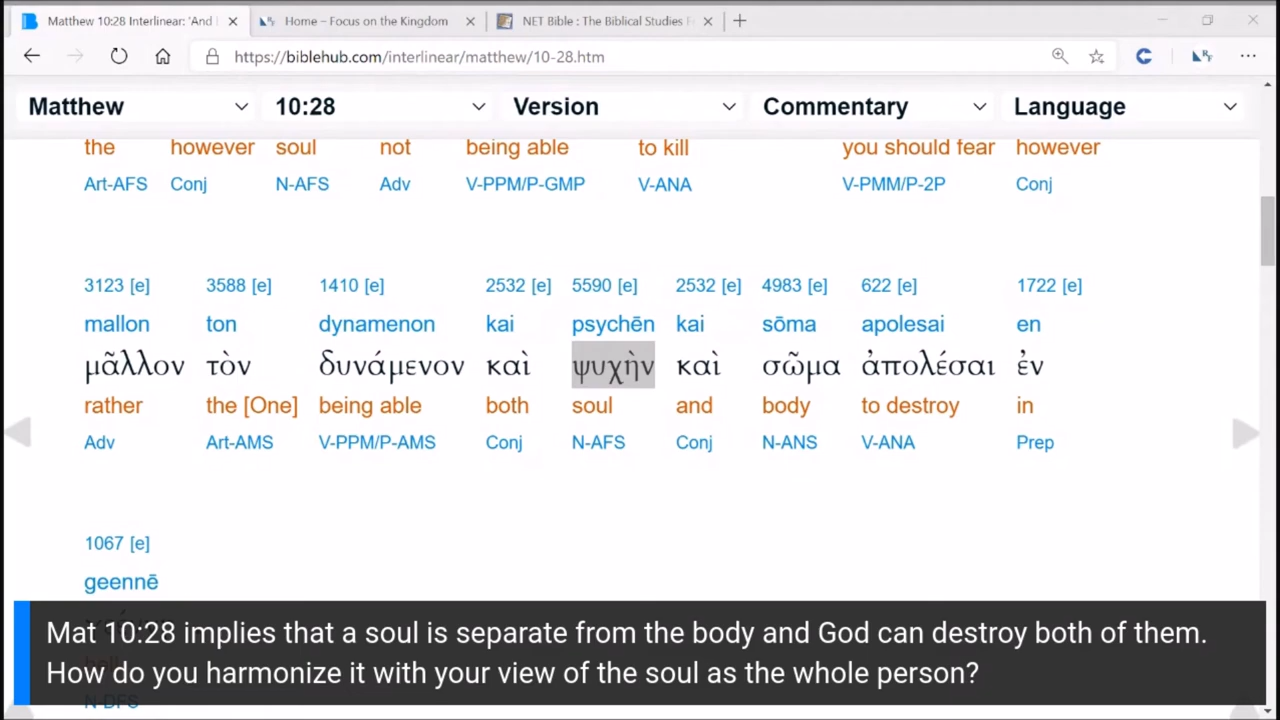 Matthew 10:28 Interlinear: 'And
Home – Focus on the Kingdom
NET Bible : The Biblical Studies F
https://biblehub.com/interlinear/matthew/10-28.htm
Matthew 10:28 Version Commentary Language
the however soul not being able to kill you should fear however
Art-AFS Conj N-AFS Adv V-PPM/P-GMP V-ANA V-PMM/P-2P Conj
3123 [e] 3588 [e] 1410 [e] 2532 [e] 5590 [e] 2532 [e] 4983 [e] 622 [e] 1722 [e]
mallon ton dynamenon kai psychēn kai sōma apolesai en
μᾶλλον τὸν δυνάμενον καὶ ψυχὴν καὶ σῶμα ἀπολέσαι ἐν
rather the [One] being able both soul and body to destroy in
Adv Art-AMS V-PPM/P-AMS Conj N-AFS Conj N-ANS V-ANA Prep
1067 [e]
geennē
Mat 10:28 implies that a soul is separate from the body and God can destroy both of them.
How do you harmonize it with your view of the soul as the whole person?
N-DFS